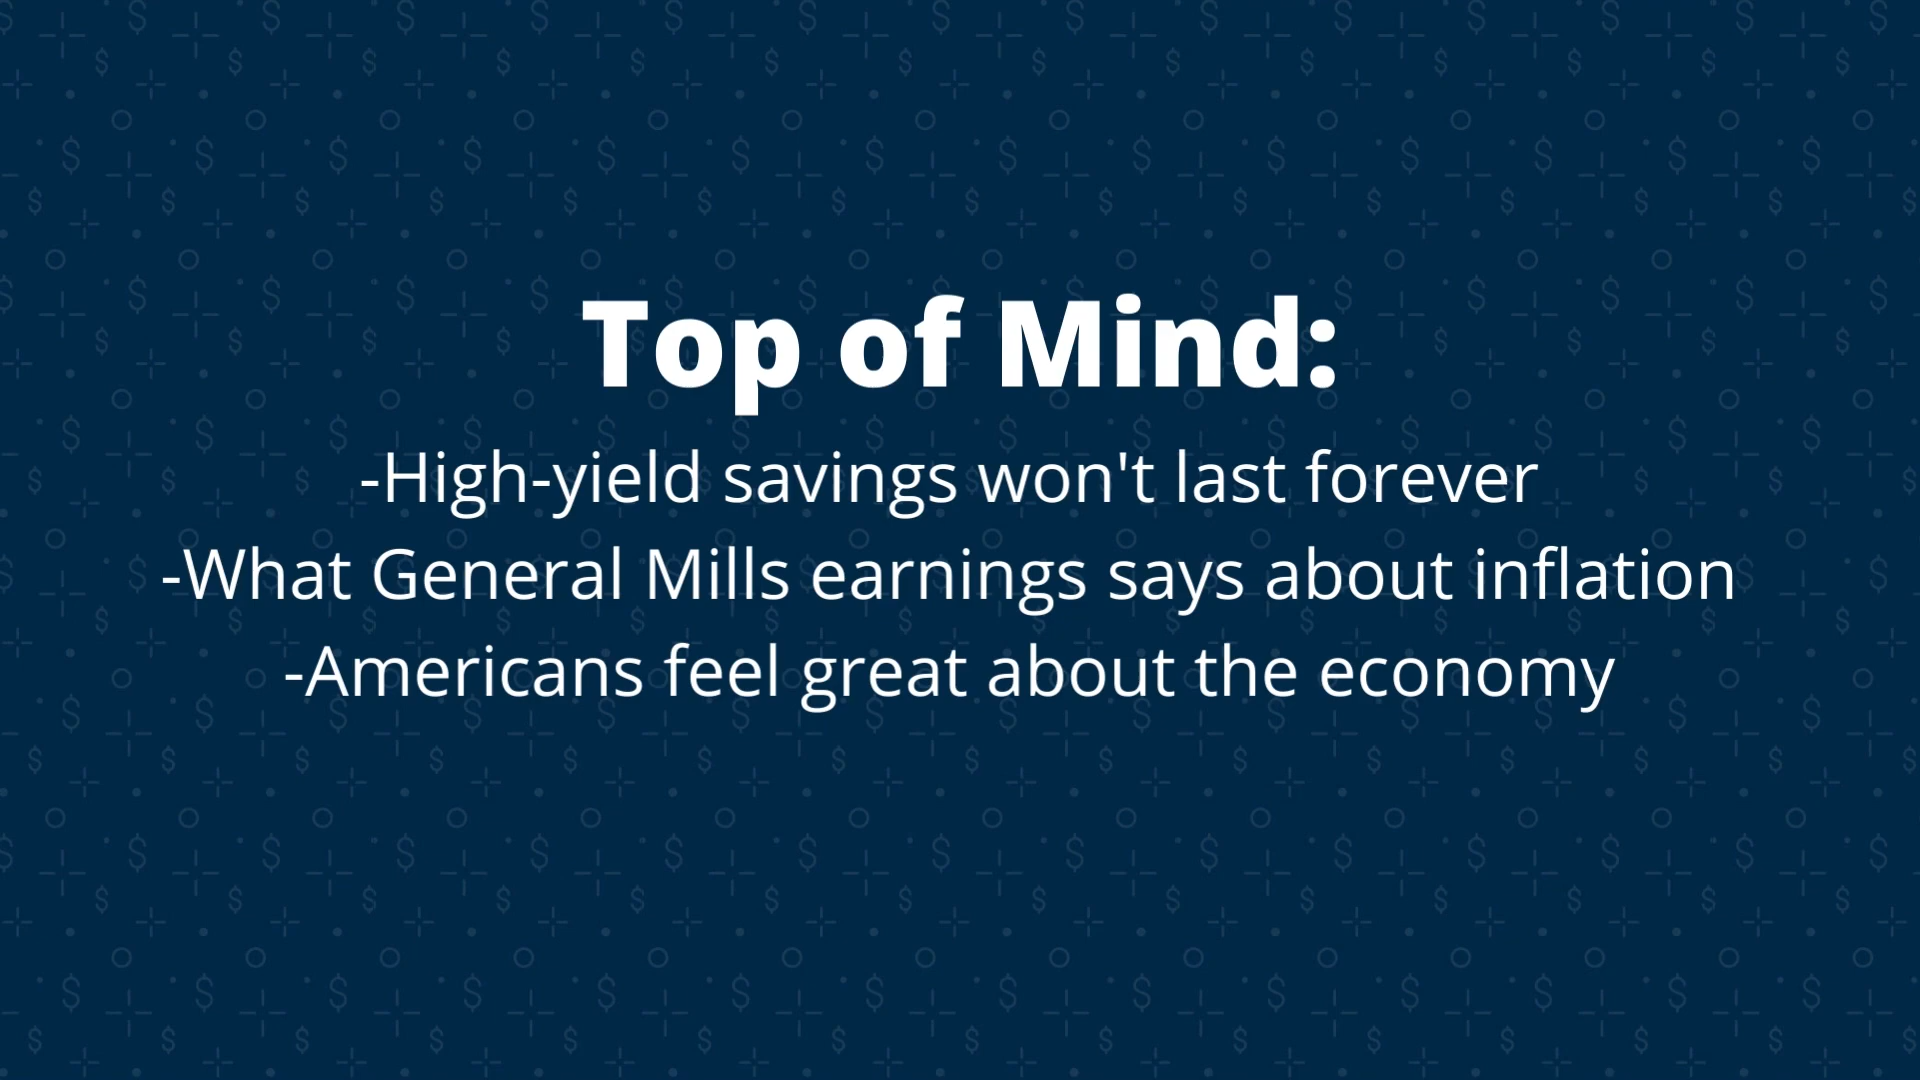 Top of Mind:
-High-yield savings won't last forever
-What General Mills earnings says about inflation
-Americans feel great about the economy